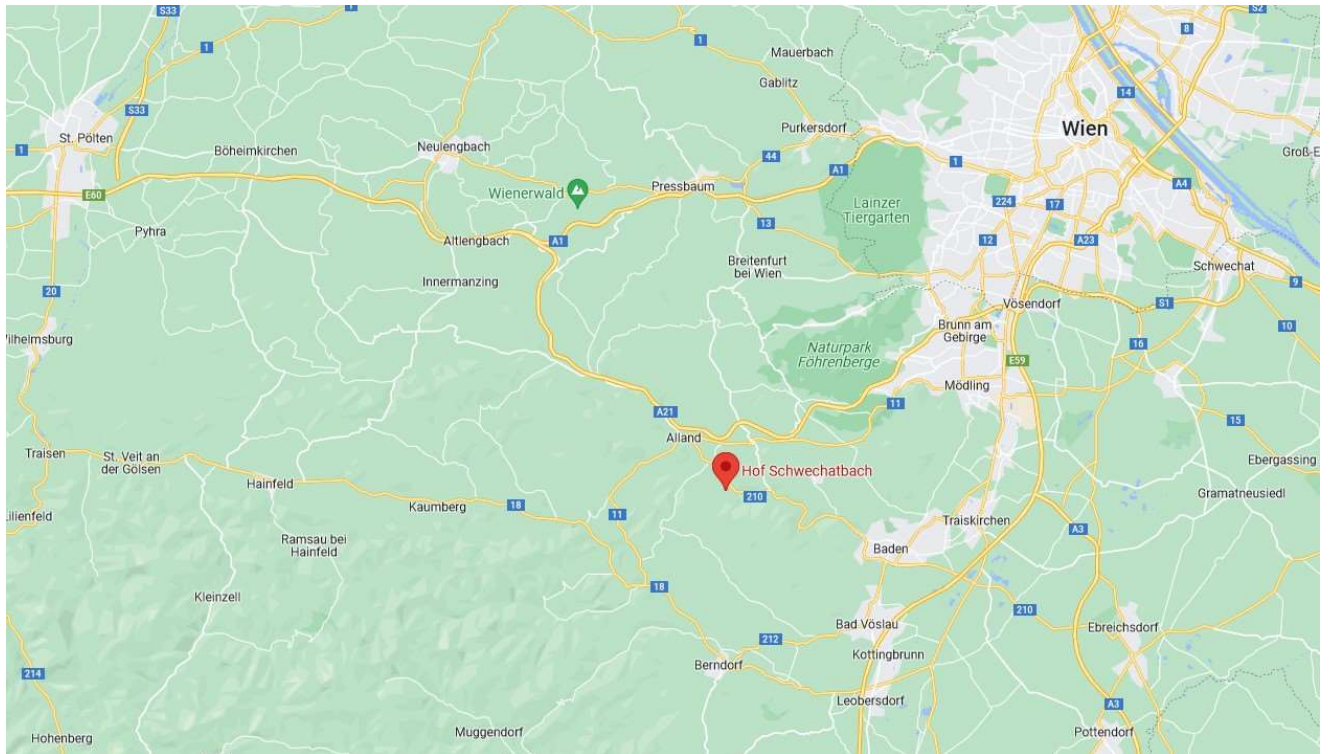 S33
1
1
S2
8
Mauerbach
Gablitz
14
S33
Purkersdorf
Wien
St. Pölten
1
Böheimkirchen
Neulengbach
44
A1
1
Groß-E
E60
Wienerwald
Pressbaum
A4
Lainzer
Tiergarten
224
17
13
12
A23
Pyhra
Altlengbach
A1
Breitenfurt
bei Wien
Schwechat
Innermanzing
9
20
Vösendorf
S1
10
Wilhelmsburg
Brunn am
Gebirge
16
Naturpark
Föhrenberge
E59
Mödling
11
A21
15
Alland
Traisen
St. Veit an
der Gölsen
Ebergassing
Hof Schwechatbach
Hainfeld
210
Gramatneusiedl
Kaumberg
18
11
Lilienfeld
Traiskirchen
A3
Ramsau bei
Hainfeld
Baden
18
Kleinzell
210
Bad Vöslau
Ebreichsdorf
212
Kottingbrunn
Berndorf
214
Leobersdorf
A3
Hohenberg
Muggendorf
Pottendorf